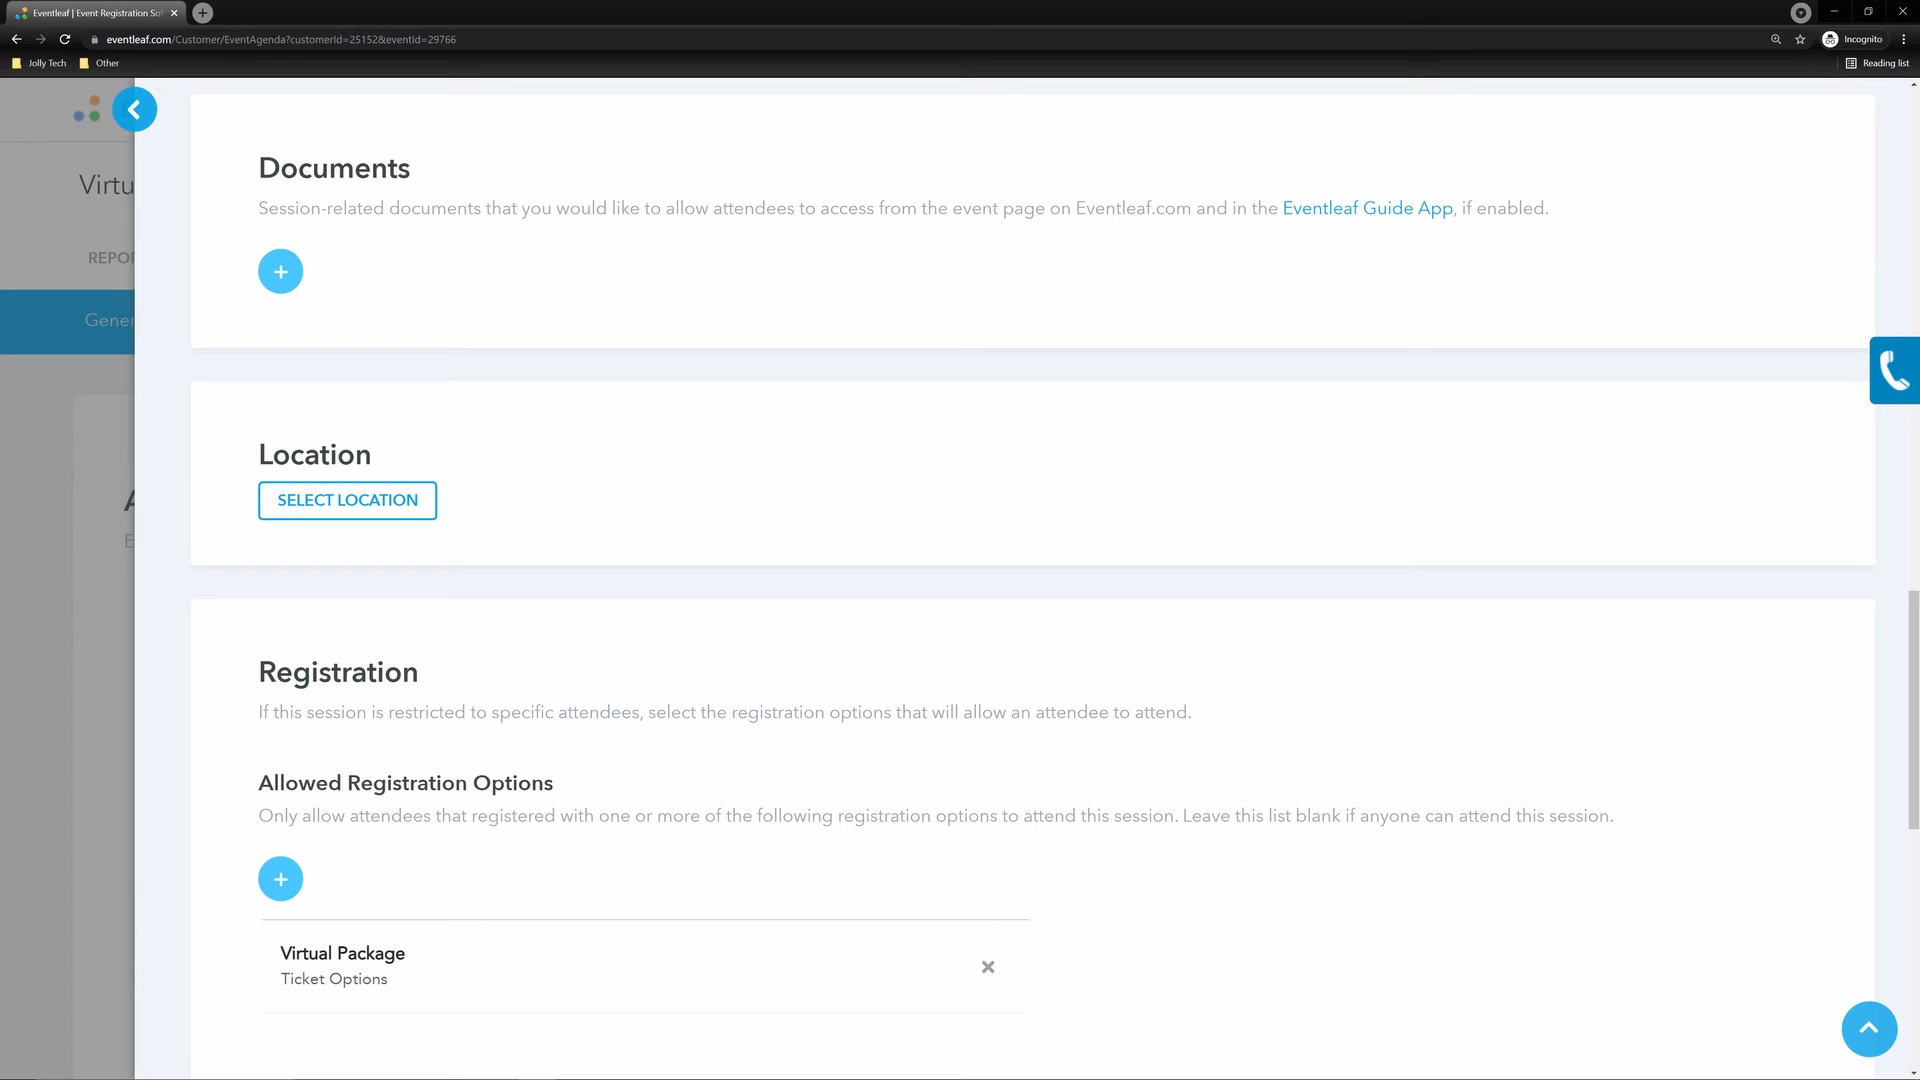 Eventleaf | Event Registration Sol
eventleaf.com/Customer/EventAgenda?customerId=25152&eventId=29766
Incognito
Jolly Tech
Other
Reading list
Virtu
REPOR
Gener
A
E
Documents
Session-related documents that you would like to allow attendees to access from the event page on Eventleaf.com and in the Eventleaf Guide App, if enabled.
Location
SELECT LOCATION
Registration
If this session is restricted to specific attendees, select the registration options that will allow an attendee to attend.
Allowed Registration Options
Only allow attendees that registered with one or more of the following registration options to attend this session. Leave this list blank if anyone can attend this session.
Virtual Package
Ticket Options